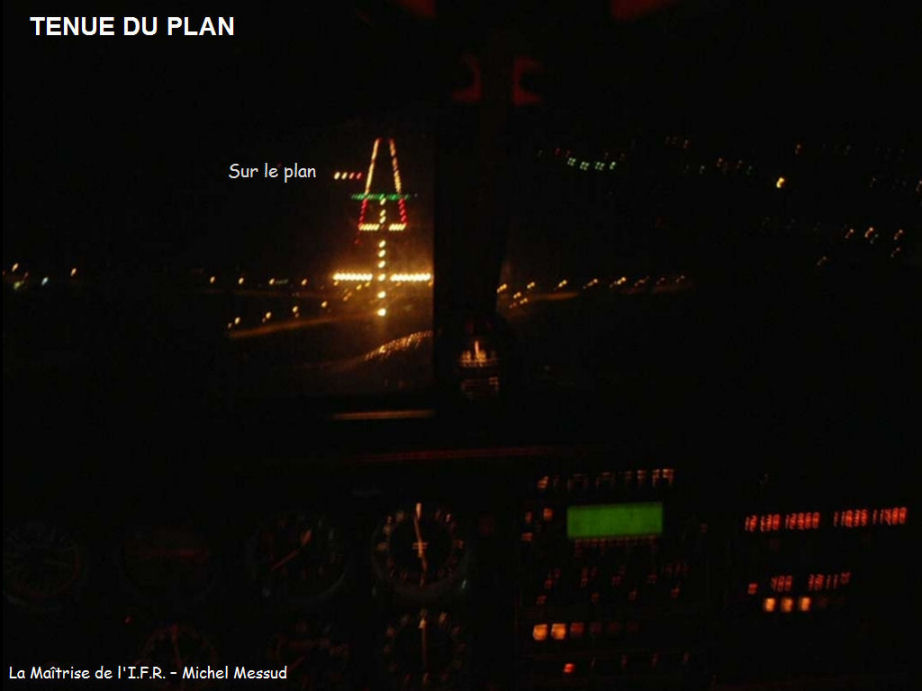 TENUE DU PLAN
Sur le plan
La Maîtrise de l'I.F.R. – Michel Messud